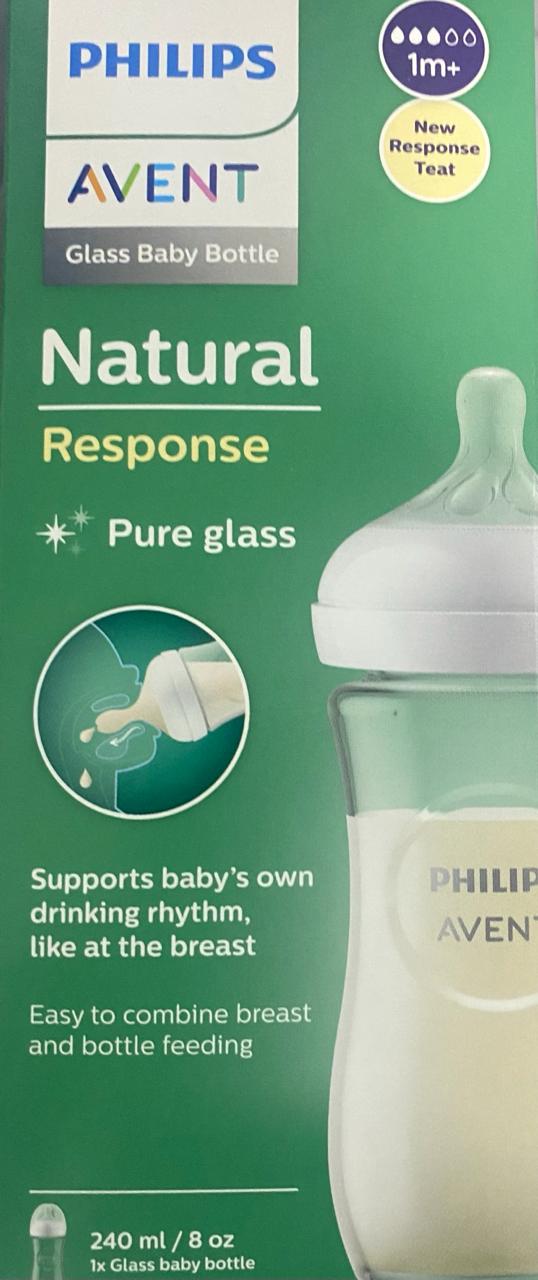 PHILIPS
AVENT
Glass Baby Bottle
1m+
New
Response
Teat
Natural
Response
Pure glass
Supports baby's own
drinking rhythm,
like at the breast
Easy to combine breast
and bottle feeding
PHILIP
AVEN
240 ml / 8 oz
1x Glass baby bottle